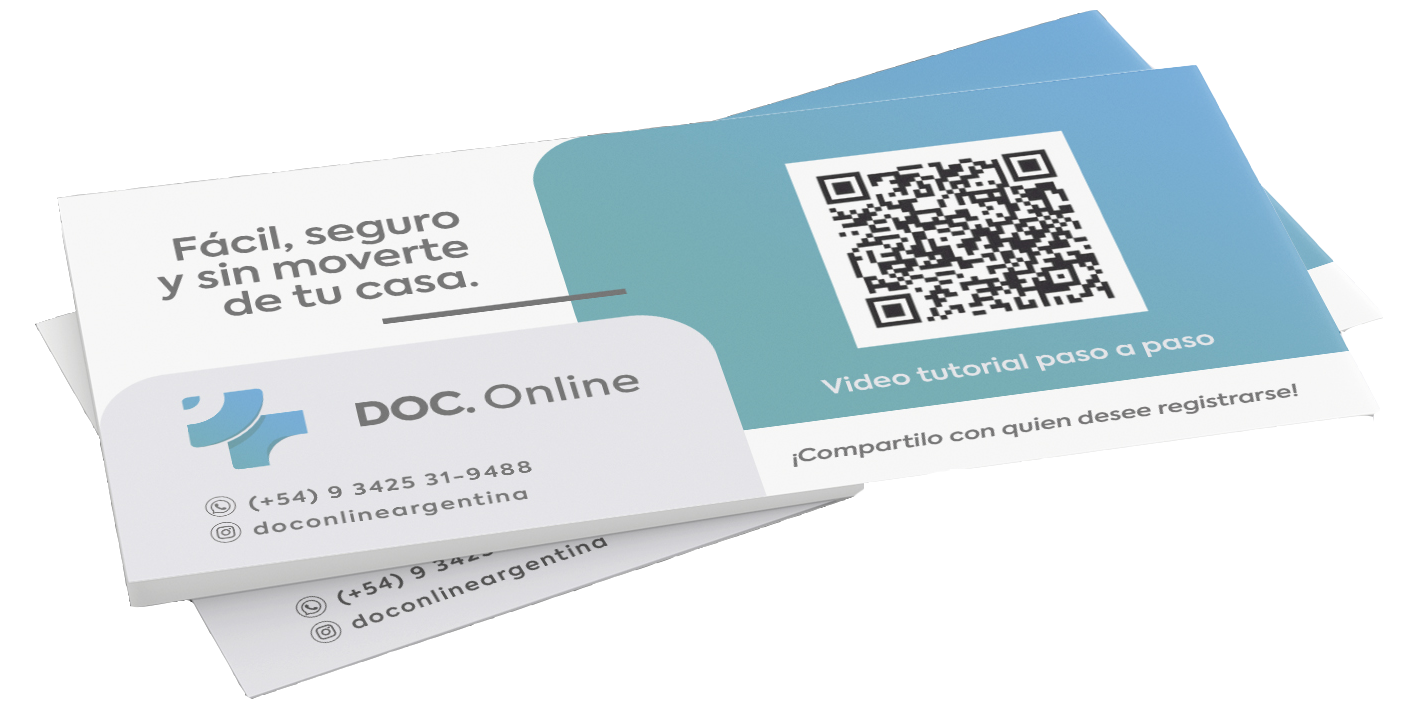 Fácil, seguro
y sin moverte
de tu casa.
DOC. Online
(+54) 9 3425 31-9488
doconlineargentina
Video tutorial paso a paso
¡Compartilo con quien desee registrarse!
(+54) 9 342
doconlineargentina